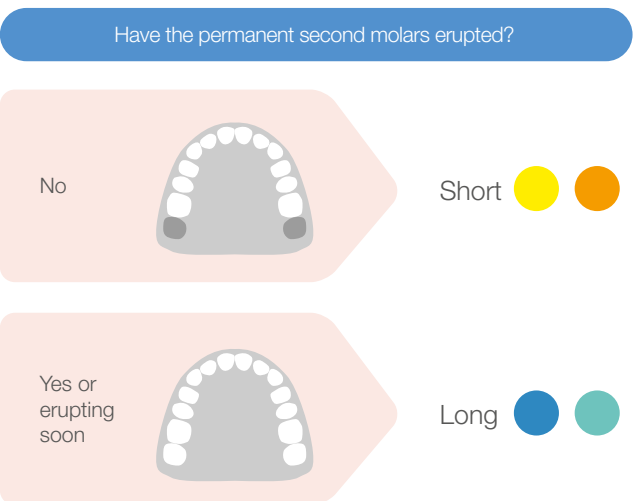 Have the permanent second molars erupted?
No
Short
Yes or
erupting
soon
Long